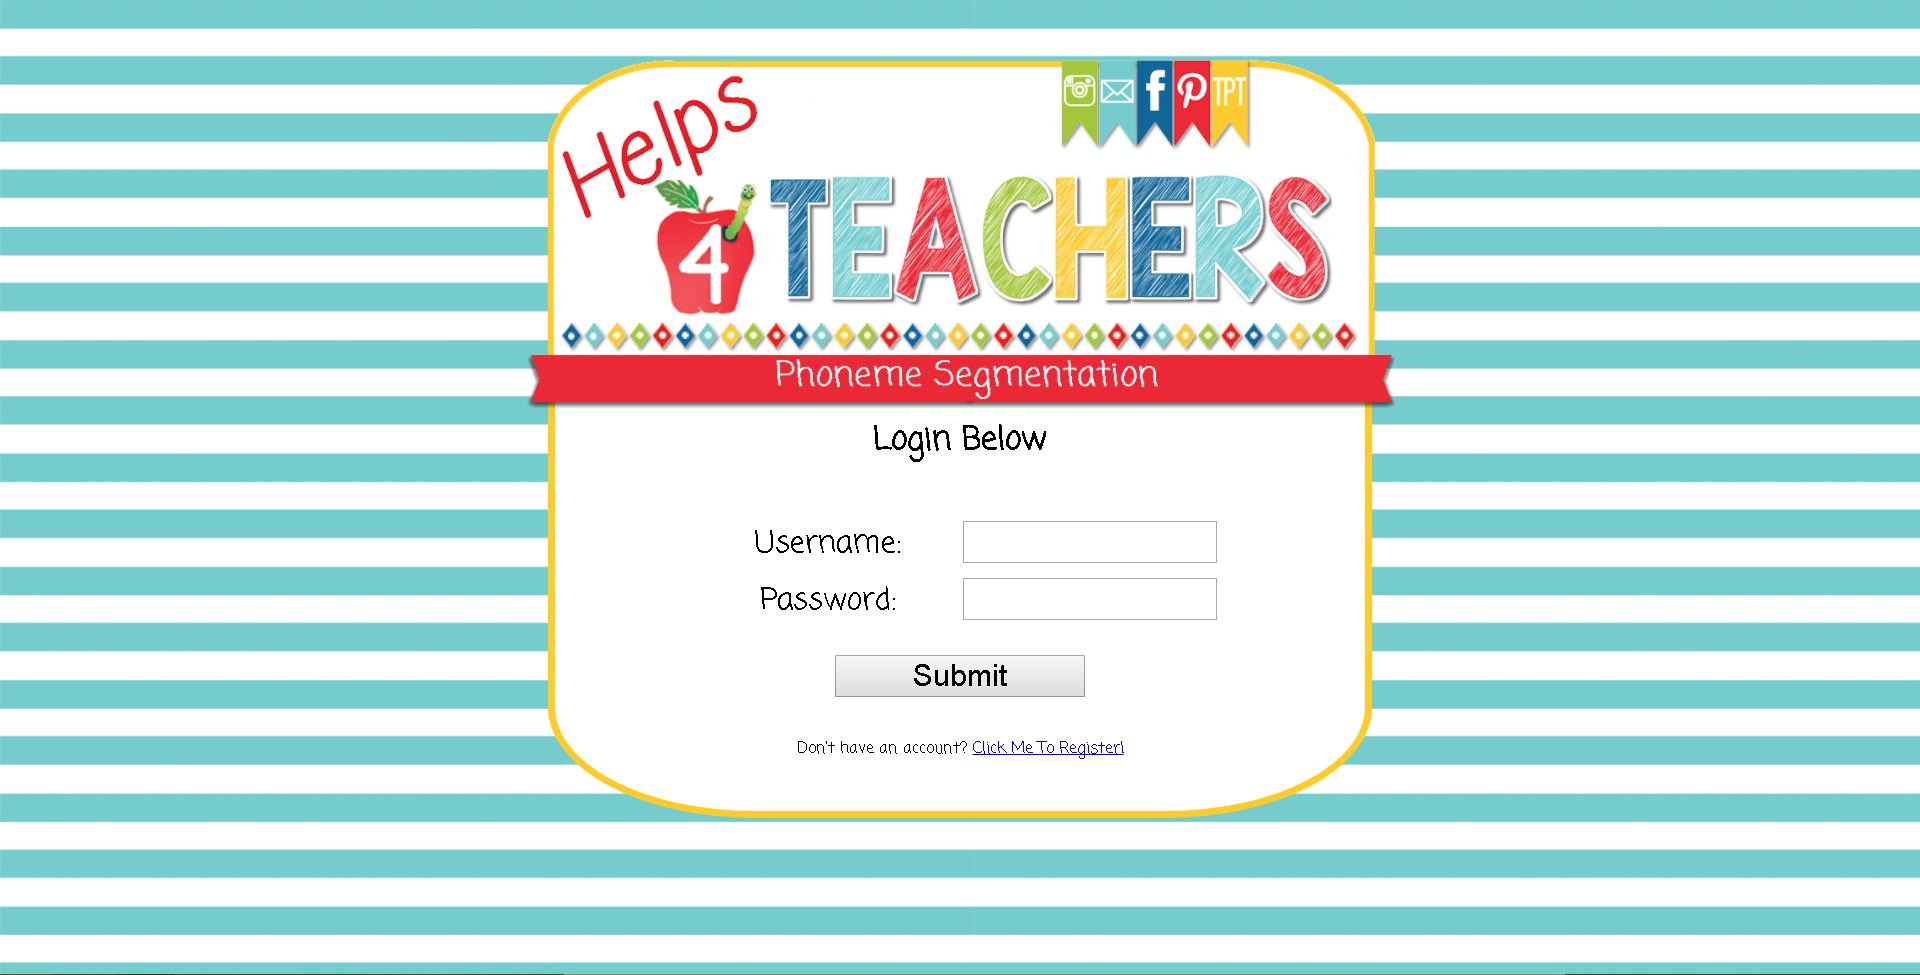 Helps
TPT
4 TEACHERS
Phoneme Segmentation
Login Below
Username:
Password:
Submit
Don't have an account? Click Me To Register!